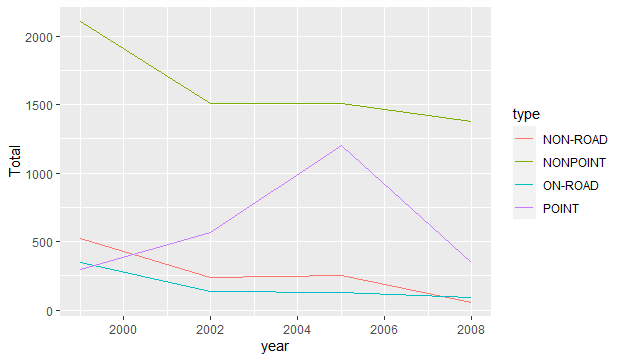 2000
1500
1000
500
0
Total
2000
2002
2004
2006
2008
year
type
NON-ROAD
NONPOINT
ON-ROAD
POINT